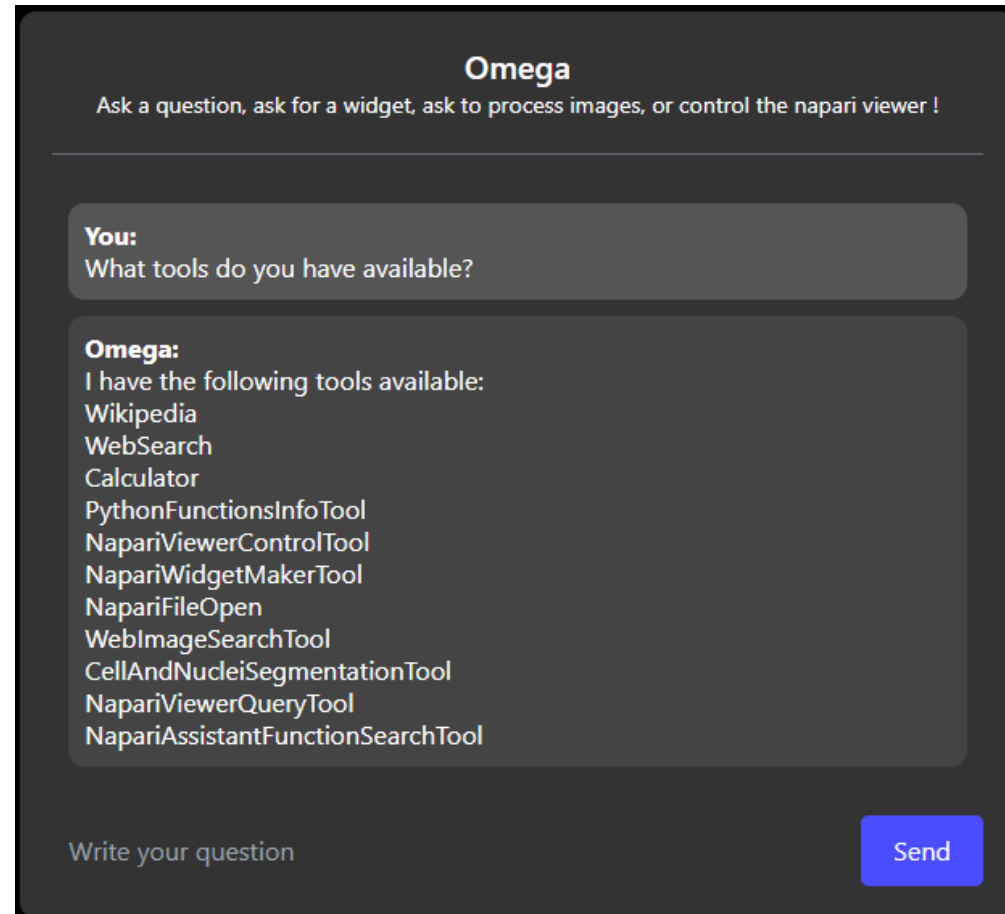 Omega
Ask a question, ask for a widget, ask to process images, or control the napari viewer !
You:
What tools do you have available?
Omega:
I have the following tools available:
Wikipedia
WebSearch
Calculator
PythonFunctionsInfoTool
NapariViewerControlTool
NapariWidgetMakerTool
NapariFileOpen
WebImageSearchTool
CellAndNucleiSegmentationTool
NapariViewerQueryTool
NapariAssistantFunctionSearchTool
Write your question
Send